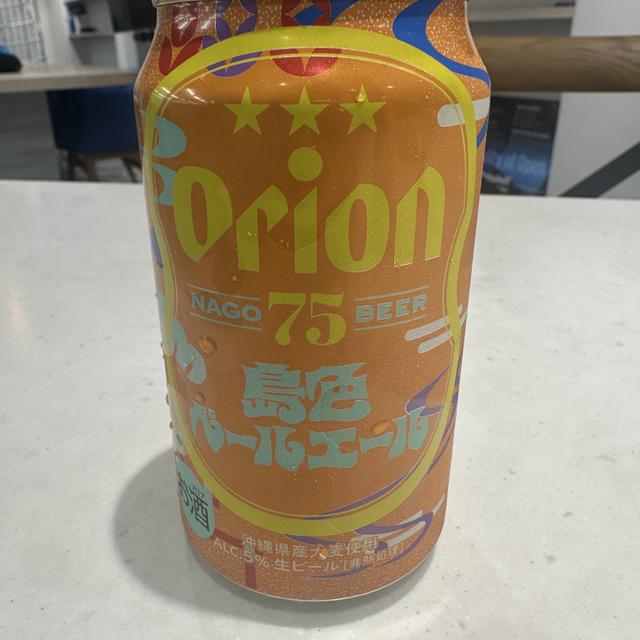 Orion
NAGO 75 BEER
島色
ペールエール
お酒
沖縄県産大麦使用
ALC.5% 生ビール[非熱処理]